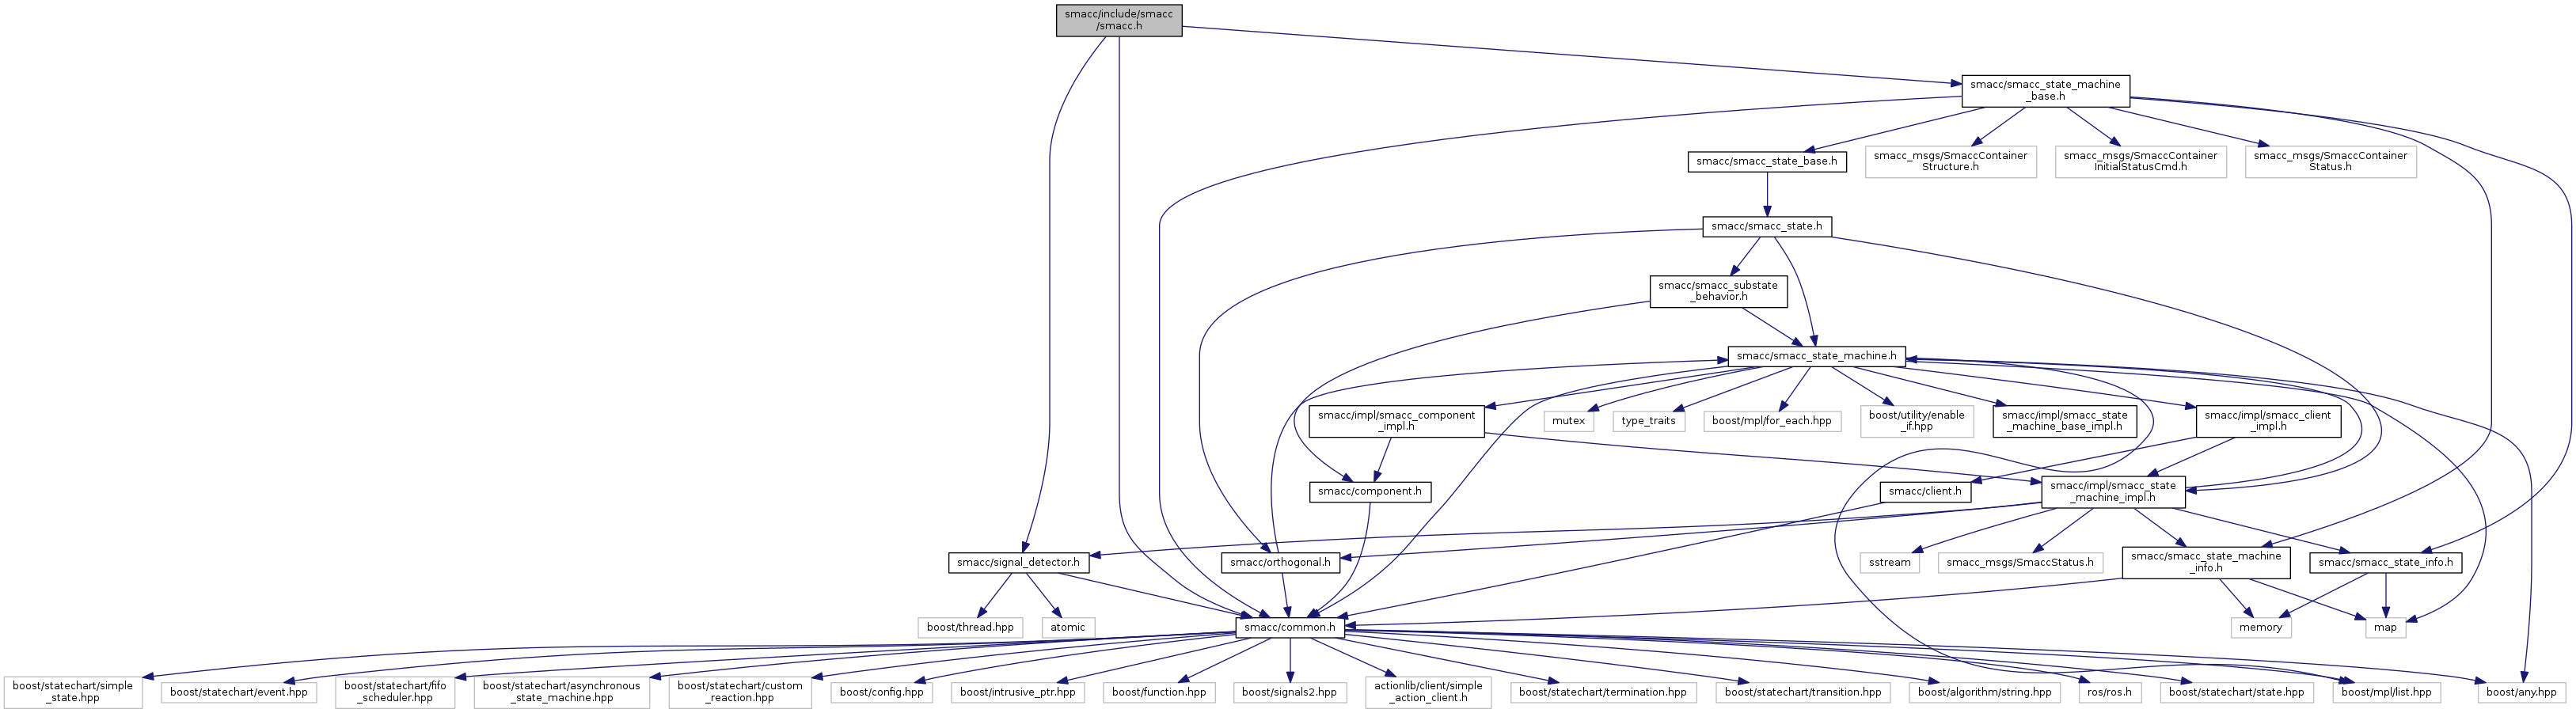 smacc/include/smacc
/smacc.h
smacc/smacc_state_machine
_base.h
smacc/smacc_state_base.h
smacc_msgs/SmaccContainer
Structure.h
smacc_msgs/SmaccContainer
InitialStatusCmd.h
smacc_msgs/SmaccContainer
Status.h
smacc/smacc_state.h
smacc/smacc_substate
_behavior.h
smacc/smacc_state_machine.h
smacc/impl/smacc_component
_impl.h
mutex
type_traits
boost/mpl/for_each.hpp
boost/utility/enable
_if.hpp
smacc/impl/smacc_state
_machine_base_impl.h
smacc/impl/smacc_client
_impl.h
smacc/component.h
smacc/client.h
smacc/impl/smacc_state
_machine_impl.h
smacc/signal_detector.h
smacc/orthogonal.h
sstream
smacc_msgs/SmaccStatus.h
smacc/smacc_state_machine
_info.h
smacc/smacc_state_info.h
boost/thread.hpp
atomic
smacc/common.h
memory
map
boost/statechart/simple
_state.hpp
boost/statechart/event.hpp
boost/statechart/fifo
_scheduler.hpp
boost/statechart/asynchronous
_state_machine.hpp
boost/statechart/custom
_reaction.hpp
boost/config.hpp
boost/intrusive_ptr.hpp
boost/function.hpp
boost/signals2.hpp
actionlib/client/simple
_action_client.h
boost/statechart/termination.hpp
boost/statechart/transition.hpp
boost/algorithm/string.hpp
ros/ros.h
boost/statechart/state.hpp
boost/mpl/list.hpp
boost/any.hpp